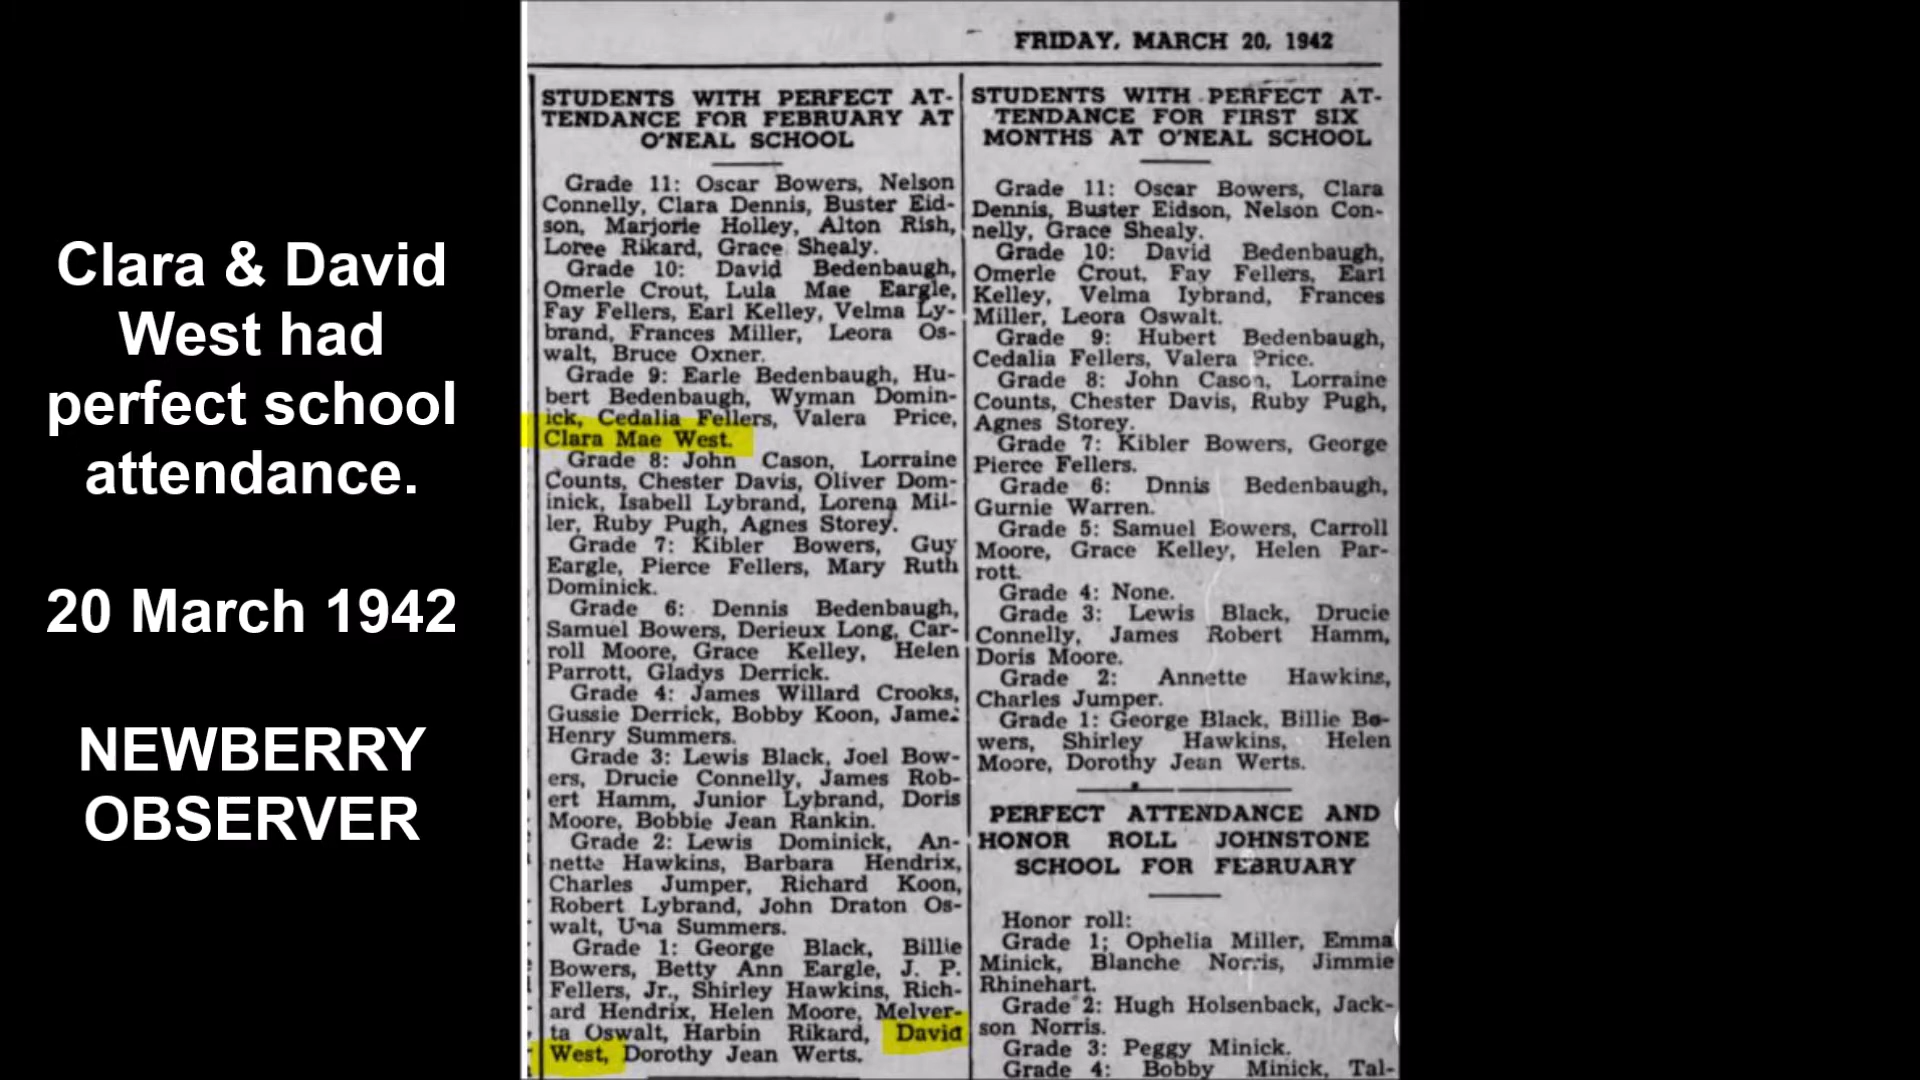 Clara & David
West had
perfect school
attendance.
20 March 1942
NEWBERRY
OBSERVER
FRIDAY, MARCH 20, 1942
STUDENTS WITH PERFECT AT-
TENDANCE FOR FEBRUARY AT
O'NEAL SCHOOL
Grade 11: Oscar Bowers, Nelson
Connelly, Clara Dennis, Buster Eid-
son, Marjorie Holley, Alton Rish,
Loree Rikard, Grace Shealy.
Grade 10: David Bedenbaugh,
Omerle Crout, Lula Mae Eargle,
Fay Fellers, Earl Kelley, Velma Ly-
brand, Frances Miller, Leora Os-
walt, Bruce Oxner.
Grade 9: Earle Bedenbaugh, Hu-
bert Bedenbaugh, Wyman Domin-
ick, Cedalia Fellers, Valera Price,
Clara Mae West.
Grade 8: John Cason, Lorraine
Counts, Chester Davis, Oliver Dom-
inick, Isabell Lybrand, Lorena Mil-
ler, Ruby Pugh, Agnes Storey.
Grade 7: Kibler Bowers, Guy
Eargle, Pierce Fellers, Mary Ruth
Dominick.
Grade 6: Dennis Bedenbaugh,
Samuel Bowers, Derieux Long, Car-
roll Moore, Grace Kelley, Helen
Parrott, Gladys Derrick.
Grade 4: James Willard Crooks,
Gussie Derrick, Bobby Koon, James
Henry Summers.
Grade 3: Lewis Black, Joel Bow-
ers, Drucie Connelly, James Rob-
ert Hamm, Junior Lybrand, Doris
Moore, Bobbie Jean Rankin.
Grade 2: Lewis Dominick, An-
nette Hawkins, Barbara Hendrix,
Charles Jumper, Richard Koon,
Robert Lybrand, John Draton Os-
walt, Una Summers.
Grade 1: George Black, Billie
Bowers, Betty Ann Eargle, J. P.
Fellers, Jr., Shirley Hawkins, Rich-
ard Hendrix, Helen Moore, Melver-
ta Oswalt, Harbin Rikard, David
West, Dorothy Jean Werts.
STUDENTS WITH PERFECT AT-
TENDANCE FOR FIRST SIX
MONTHS AT O'NEAL SCHOOL
Grade 11: Oscar Bowers, Clara
Dennis, Buster Eidson, Nelson Con-
nelly, Grace Shealy.
Grade 10: David Bedenbaugh,
Omerle Crout, Fay Fellers, Earl
Kelley, Velma Iybrand, Frances
Miller, Leora Oswalt.
Grade 9: Hubert Bedenbaugh,
Cedalia Fellers, Valera Price.
Grade 8: John Cason, Lorraine
Counts, Chester Davis, Ruby Pugh,
Agnes Storey.
Grade 7: Kibler Bowers, George
Pierce Fellers.
Grade 6: Dnnis Bedenbaugh,
Gurnie Warren.
Grade 5: Samuel Bowers, Carroll
Moore, Grace Kelley, Helen Par-
rott.
Grade 4: None.
Grade 3: Lewis Black, Drucie
Connelly, James Robert Hamm,
Doris Moore.
Grade 2: Annette Hawkins,
Charles Jumper.
Grade 1: George Black, Billie Bo-
wers, Shirley Hawkins, Helen
Moore, Dorothy Jean Werts.
PERFECT ATTENDANCE AND
HONOR ROLL JOHNSTONE
SCHOOL FOR FEBRUARY
Honor roll:
Grade 1; Ophelia Miller, Emma
Minick, Blanche Norris, Jimmie
Rhinehart.
Grade 2: Hugh Holsenback, Jack-
son Norris.
Grade 3: Peggy Minick.
Grade 4: Bobby Minick, Tal-